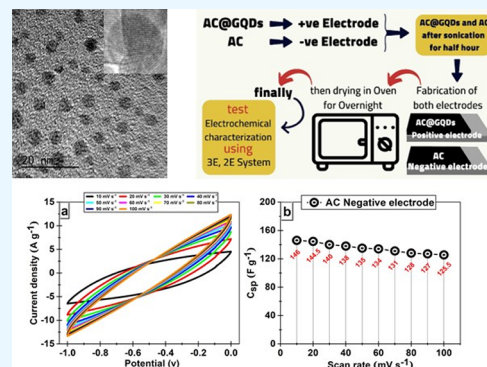 20 nm
AC@GQDs
+ve Electrode
AC
-ve Electrode
AC@GQDs and AC
after sonication
for half hour
finally
then drying in Oven
for Overnight
Fabrication of
both electrodes
test
Electrochemical
characterization
using
3E, 2E System
AC@GQDs
Positive electrode
AC
Negative electrode
a
10 mV s⁻¹ 20 mV s⁻¹ 30 mV s⁻¹ 40 mV s⁻¹
50 mV s⁻¹ 60 mV s⁻¹ 70 mV s⁻¹ 80 mV s⁻¹
90 mV s⁻¹ 100 mV s⁻¹
Current density (A g⁻¹)
15
10
5
0
-5
-10
-15
-1.0 -0.8 -0.6 -0.4 -0.2 0.0
Potential (v)
b
AC Negative electrode
Csp (F g⁻¹)
200
160
120
80
40
0
146 144.5 140 138 135 134 131 128 127 125.5
0 20 40 60 80 100
Scan rate (mV s⁻¹)